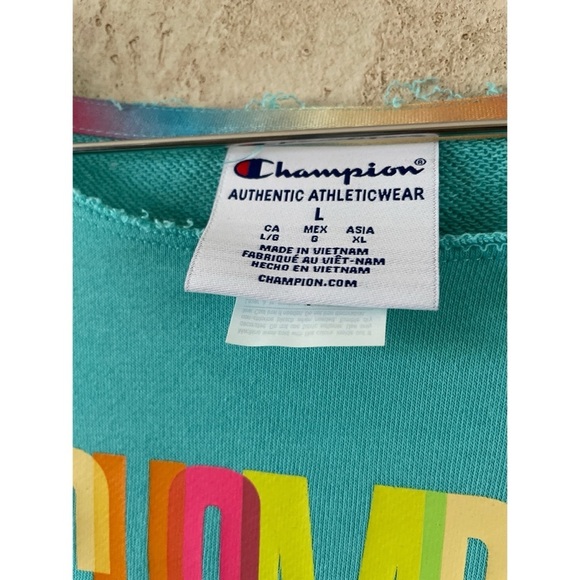 Champion®
AUTHENTIC ATHLETICWEAR
L
CA MEX ASIA
L/G G XL
MADE IN VIETNAM
FABRIQUÉ AU VIÊT-NAM
HECHO EN VIETNAM
CHAMPION.COM